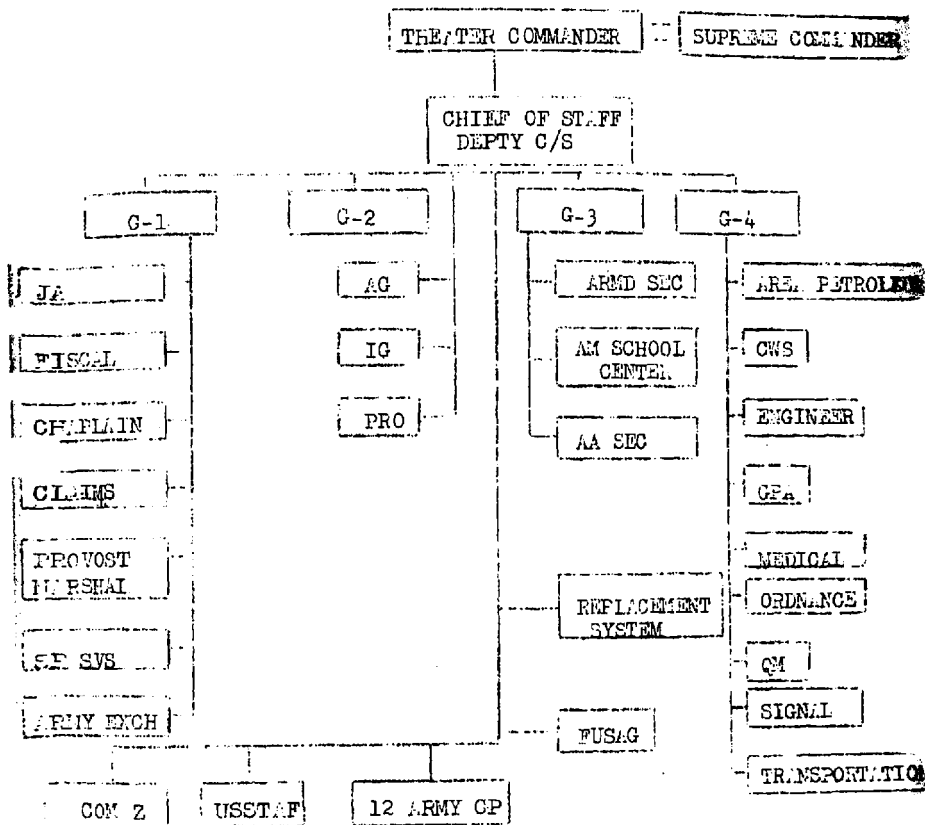 THEATER COMMANDER
SUPREME COMMANDER
CHIEF OF STAFF
DEPTY C/S
G-1
G-2
G-3
G-4
JA
FISCAL
CHAPLAIN
CLAIMS
PROVOST
MARSHAL
SP SVS
ARMY EXCH
AG
IG
PRO
ARMD SEC
AM SCHOOL
CENTER
AA SEC
REPLACEMENT
SYSTEM
FUSAG
AREA PETROLEUM
CWS
ENGINEER
GPA
MEDICAL
ORDNANCE
QM
SIGNAL
TRANSPORTATION
COM Z
USSTAF
12 ARMY GP